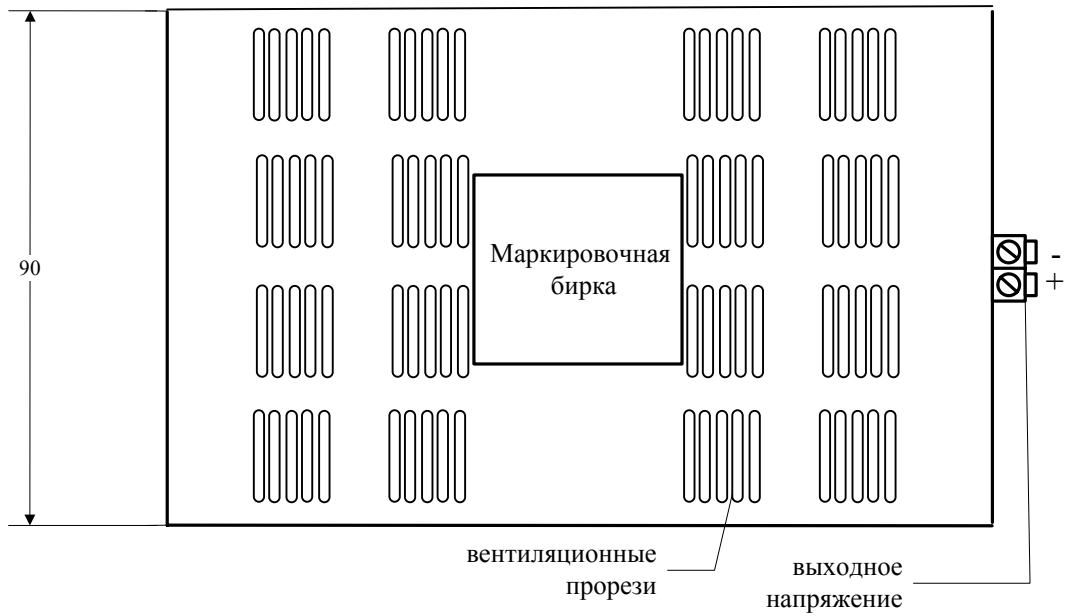 Маркировочная
бирка
90
-
+
вентиляционные
прорези
выходное
напряжение